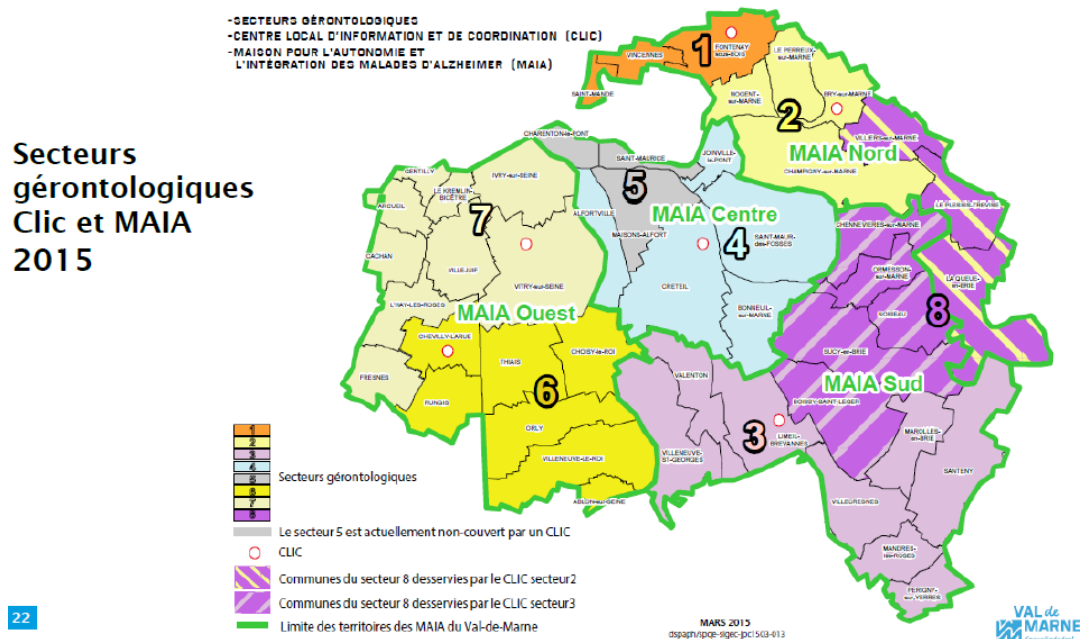 -SECTEURS GÉRONTOLOGIQUES
-CENTRE LOCAL D'INFORMATION ET DE COORDINATION (CLIC)
-MAISON POUR L'AUTONOMIE ET
L'INTÉGRATION DES MALADES D'ALZHEIMER (MAIA)
Secteurs
gérontologiques
Clic et MAIA
2015
1
FONTENAY
sous-BOIS
VINCENNES
SAINT-MANDE
LE PERREUX
sur-MARNE
NOGENT
sur-MARNE
BRY-sur-MARNE
2
VILLIERS-sur-MARNE
MAIA Nord
CHAMPIGNY-sur-MARNE
LE PLESSIS-TREVISE
CHARENTON-le-PONT
SAINT-MAURICE
JOINVILLE
le-PONT
5
MAISONS-ALFORT
ALFORTVILLE
MAIA Centre
4
SAINT-MAUR
des-FOSSES
CRETEIL
BONNEUIL
sur-MARNE
GENTILLY
LE KREMLIN-
BICÊTRE
IVRY-sur-SEINE
ARCUEIL
7
CACHAN
VILLEJUIF
VITRY-sur-SEINE
L'HAY-LES-ROSES
MAIA Ouest
CHEVILLY-LARUE
FRESNES
RUNGIS
THIAIS
CHOISY-le-ROI
6
ORLY
VILLENEUVE-LE-ROI
ABLON-sur-SEINE
CHENNEVIERES-sur-MARNE
ORMESSON
sur-MARNE
LA QUEUE-
en-BRIE
NOISEAU
8
SUCY-en-BRIE
MAIA Sud
BOISSY-SAINT-LEGER
VALENTON
3
LIMEIL-
BREVANNES
VILLENEUVE-
ST-GEORGES
MAROLLES-
en-BRIE
SANTENY
VILLECRESNES
MANDRES-
les-ROSES
PERIGNY-
sur-YERRES
1
2
3
4
5
6
7
8
Secteurs gérontologiques
Le secteur 5 est actuellement non-couvert par un CLIC
CLIC
Communes du secteur 8 desservies par le CLIC secteur2
Communes du secteur 8 desservies par le CLIC secteur3
Limite des territoires des MAIA du Val-de-Marne
22
MARS 2015
VAL de
MARNE